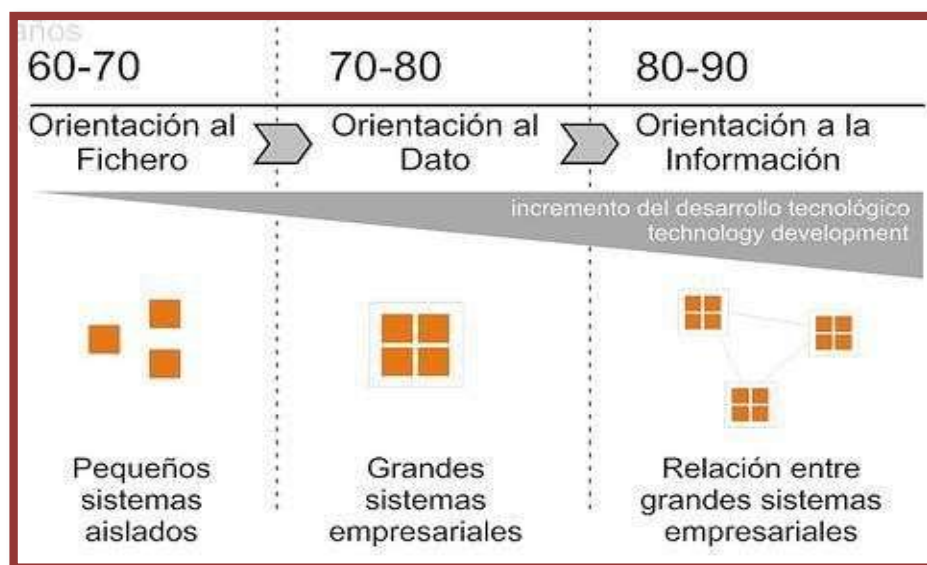 años
60-70
70-80
80-90
Orientación al
Fichero
Orientación al
Dato
Orientación a la
Información
incremento del desarrollo tecnológico
technology development
Pequeños
sistemas
aislados
Grandes
sistemas
empresariales
Relación entre
grandes sistemas
empresariales